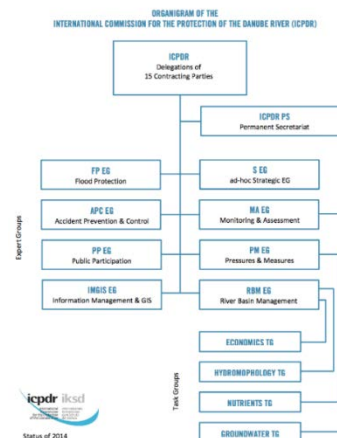 ORGANIGRAM OF THE
INTERNATIONAL COMMISSION FOR THE PROTECTION OF THE DANUBE RIVER (ICPDR)
ICPDR
Delegations of
15 Contracting Parties
ICPDR PS
Permanent Secretariat
FP EG
Flood Protection
S EG
ad-hoc Strategic EG
APC EG
Accident Prevention & Control
MA EG
Monitoring & Assessment
Expert Groups
PP EG
Public Participation
PM EG
Pressures & Measures
IMGIS EG
Information Management & GIS
RBM EG
River Basin Management
ECONOMICS TG
HYDROMOPHOLOGY TG
Task Groups
NUTRIENTS TG
GROUNDWATER TG
icpdr iksd
Status of 2014